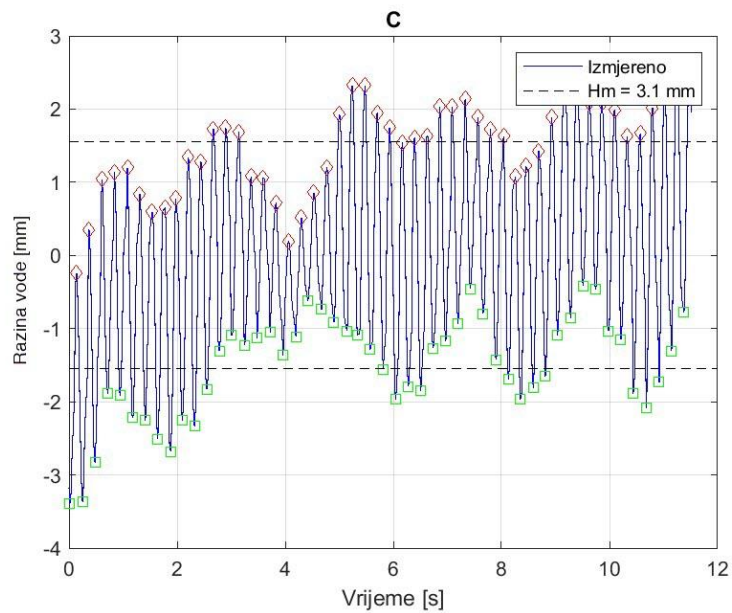 C
3
2
1
0
-1
-2
-3
-4
Razina vode [mm]
Izmjereno
Hm = 3.1 mm
0 2 4 6 8 10 12
Vrijeme [s]